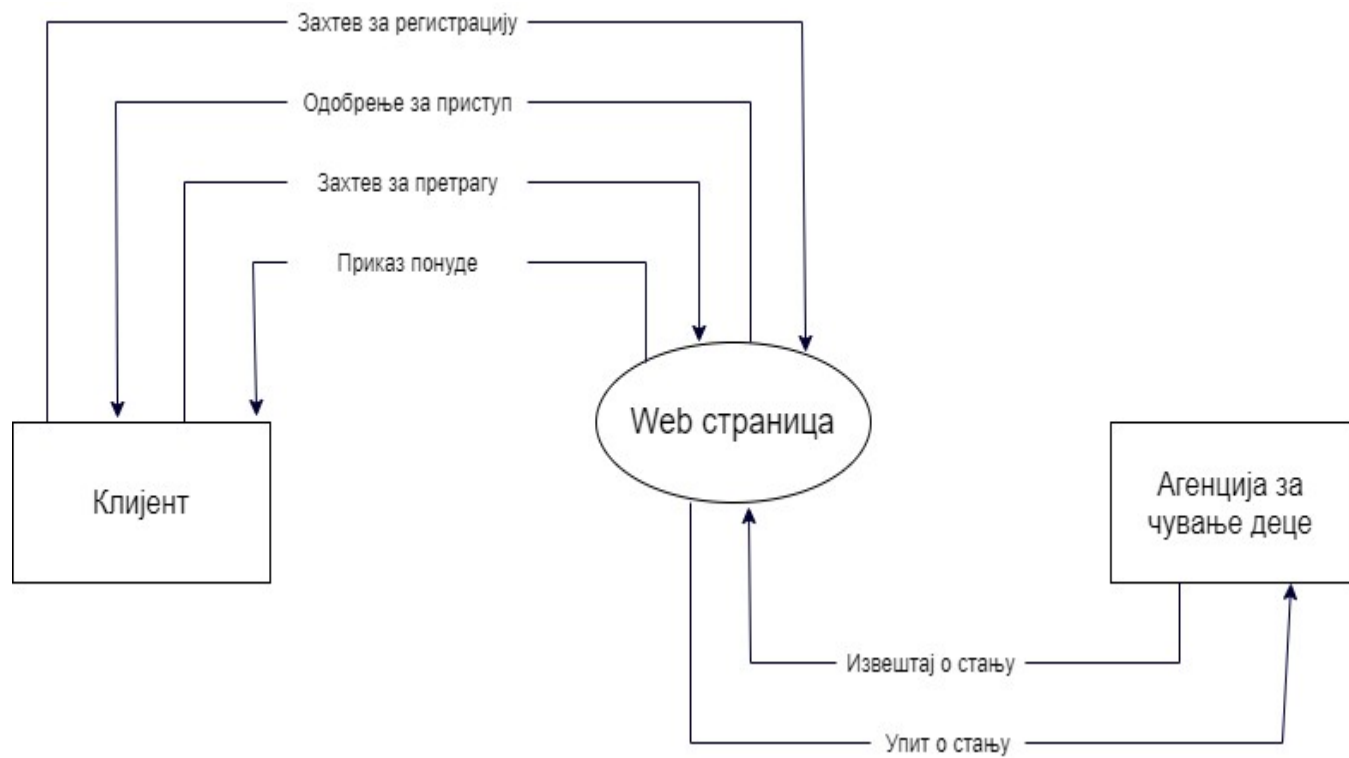 Захтев за регистрацију
Одобрење за приступ
Захтев за претрагу
Приказ понуде
Web страница
Клијент
Агенција за
чување деце
Извештај о стању
Упит о стању